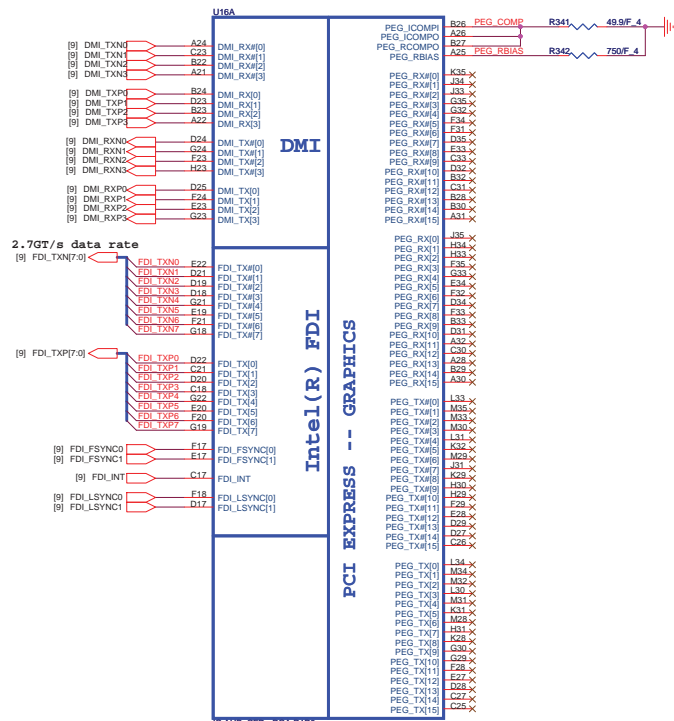 U16A
DMI
[9] DMI_TXN0 A24 DMI_RX#[0]
[9] DMI_TXN1 C23 DMI_RX#[1]
[9] DMI_TXN2 B22 DMI_RX#[2]
[9] DMI_TXN3 A21 DMI_RX#[3]
[9] DMI_TXP0 B24 DMI_RX[0]
[9] DMI_TXP1 D23 DMI_RX[1]
[9] DMI_TXP2 B23 DMI_RX[2]
[9] DMI_TXP3 A22 DMI_RX[3]
[9] DMI_RXN0 D24 DMI_TX#[0]
[9] DMI_RXN1 G24 DMI_TX#[1]
[9] DMI_RXN2 F23 DMI_TX#[2]
[9] DMI_RXN3 H23 DMI_TX#[3]
[9] DMI_RXP0 D25 DMI_TX[0]
[9] DMI_RXP1 F24 DMI_TX[1]
[9] DMI_RXP2 E23 DMI_TX[2]
[9] DMI_RXP3 G23 DMI_TX[3]
2.7GT/s data rate
Intel(R) FDI
[9] FDI_TXN[7:0]
FDI_TXN0 E22 FDI_TX#[0]
FDI_TXN1 D21 FDI_TX#[1]
FDI_TXN2 D19 FDI_TX#[2]
FDI_TXN3 D18 FDI_TX#[3]
FDI_TXN4 G21 FDI_TX#[4]
FDI_TXN5 E19 FDI_TX#[5]
FDI_TXN6 F21 FDI_TX#[6]
FDI_TXN7 G18 FDI_TX#[7]
[9] FDI_TXP[7:0]
FDI_TXP0 D22 FDI_TX[0]
FDI_TXP1 C21 FDI_TX[1]
FDI_TXP2 D20 FDI_TX[2]
FDI_TXP3 C18 FDI_TX[3]
FDI_TXP4 G22 FDI_TX[4]
FDI_TXP5 E20 FDI_TX[5]
FDI_TXP6 F20 FDI_TX[6]
FDI_TXP7 G19 FDI_TX[7]
[9] FDI_FSYNC0 F17 FDI_FSYNC[0]
[9] FDI_FSYNC1 E17 FDI_FSYNC[1]
[9] FDI_INT C17 FDI_INT
[9] FDI_LSYNC0 F18 FDI_LSYNC[0]
[9] FDI_LSYNC1 D17 FDI_LSYNC[1]
PCI EXPRESS -- GRAPHICS
PEG_ICOMPI B26 PEG_COMP R341 49.9/F_4
PEG_ICOMPO A26
PEG_RCOMPO B27
PEG_RBIAS A25 PEG_RBIAS R342 750/F_4
PEG_RX#[0] K35
PEG_RX#[1] J34
PEG_RX#[2] J33
PEG_RX#[3] G35
PEG_RX#[4] G32
PEG_RX#[5] F34
PEG_RX#[6] F31
PEG_RX#[7] D35
PEG_RX#[8] E33
PEG_RX#[9] C33
PEG_RX#[10] D32
PEG_RX#[11] B32
PEG_RX#[12] C31
PEG_RX#[13] B28
PEG_RX#[14] B30
PEG_RX#[15] A31
PEG_RX[0] J35
PEG_RX[1] H34
PEG_RX[2] H33
PEG_RX[3] F35
PEG_RX[4] G33
PEG_RX[5] E34
PEG_RX[6] F32
PEG_RX[7] D34
PEG_RX[8] F33
PEG_RX[9] B33
PEG_RX[10] D31
PEG_RX[11] A32
PEG_RX[12] C30
PEG_RX[13] A28
PEG_RX[14] B29
PEG_RX[15] A30
PEG_TX#[0] L33
PEG_TX#[1] M35
PEG_TX#[2] M33
PEG_TX#[3] M30
PEG_TX#[4] L31
PEG_TX#[5] K32
PEG_TX#[6] M29
PEG_TX#[7] J31
PEG_TX#[8] K29
PEG_TX#[9] H30
PEG_TX#[10] H29
PEG_TX#[11] F29
PEG_TX#[12] E28
PEG_TX#[13] D29
PEG_TX#[14] D27
PEG_TX#[15] C26
PEG_TX[0] L34
PEG_TX[1] M34
PEG_TX[2] M32
PEG_TX[3] L30
PEG_TX[4] M31
PEG_TX[5] K31
PEG_TX[6] M28
PEG_TX[7] H31
PEG_TX[8] K28
PEG_TX[9] G30
PEG_TX[10] G29
PEG_TX[11] F28
PEG_TX[12] E27
PEG_TX[13] D28
PEG_TX[14] C27
PEG_TX[15] C25